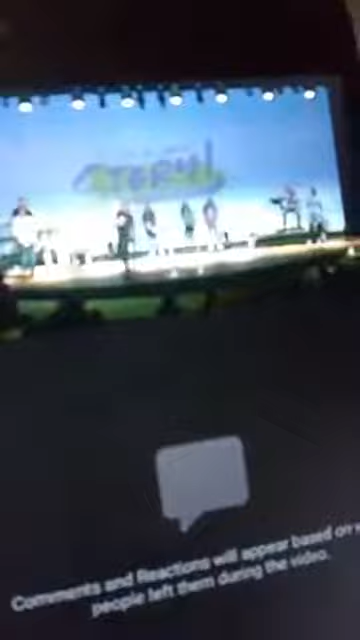 Comments and Reactions will appear based on
people left them during the video.